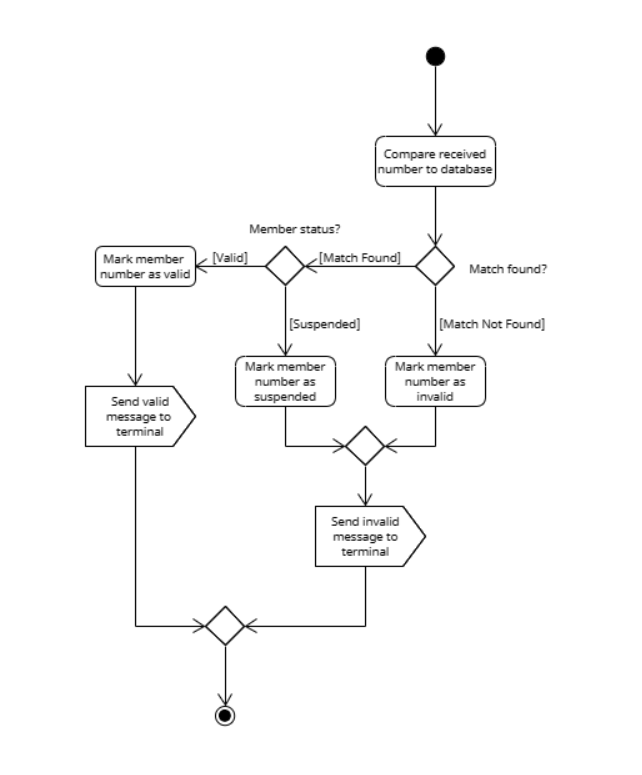 Compare received
number to database
Member status?
[Valid]
[Match Found]
Match found?
Mark member
number as valid
[Suspended]
[Match Not Found]
Mark member
number as
suspended
Mark member
number as
invalid
Send valid
message to
terminal
Send invalid
message to
terminal